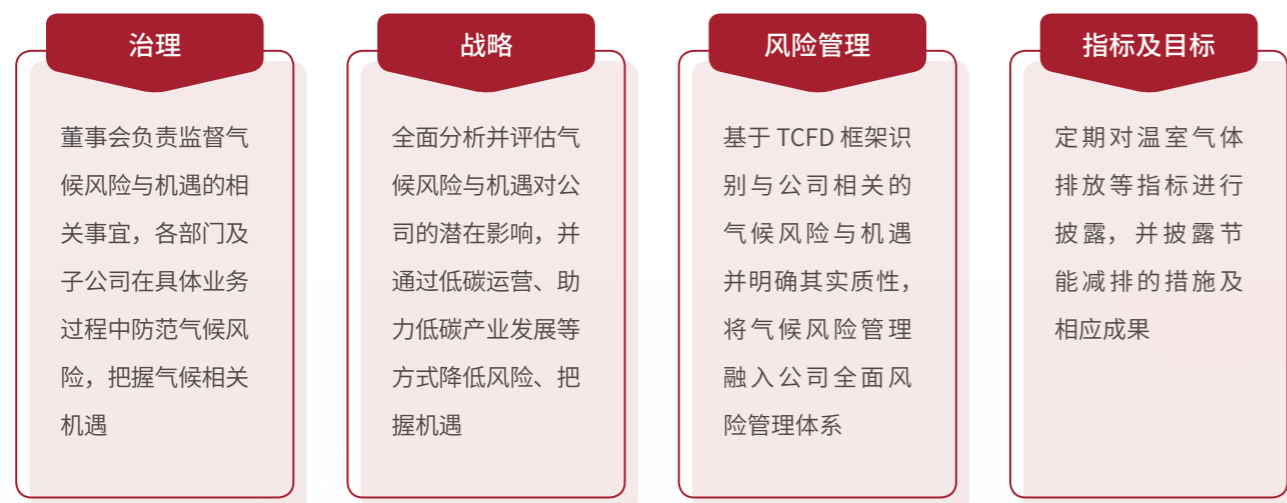 治理
董事会负责监督气
候风险与机遇的相
关事宜，各部门及
子公司在具体业务
过程中防范气候风
险，把握气候相关
机遇
战略
全面分析并评估气
候风险与机遇对公
司的潜在影响，并
通过低碳运营、助
力低碳产业发展等
方式降低风险、把
握机遇
风险管理
基于 TCFD 框架识
别与公司相关的
气候风险与机遇
并明确其实质性，
将气候风险管理
融入公司全面风
险管理体系
指标及目标
定期对温室气体
排放等指标进行
披露，并披露节
能减排的措施及
相应成果